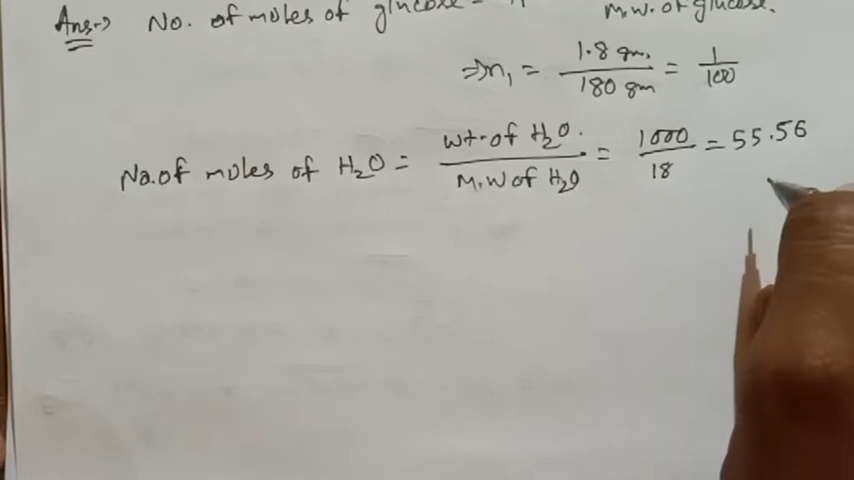 Ans→ No. of moles of glucose = M.W. of glucose.
⇒n₁ = 1.8 gm. / 180 gm = 1/100
No. of moles of H₂O = wt. of H₂O. / M.W of H₂O = 1000/18 = 55.56